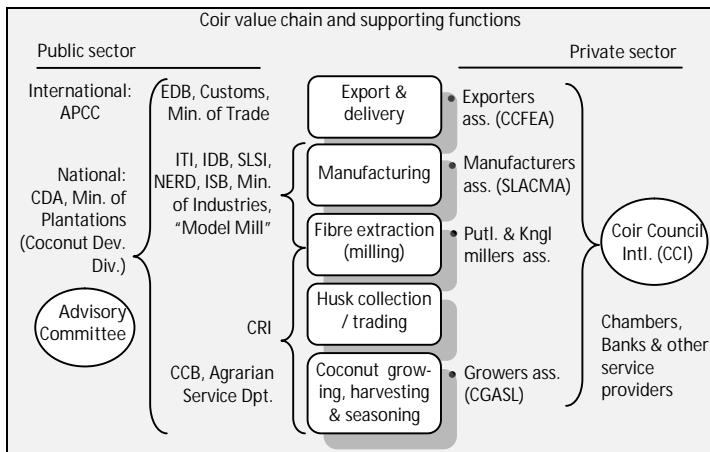 Coir value chain and supporting functions
Public sector
Private sector
International:
APCC
National:
CDA, Min. of
Plantations
(Coconut Dev.
Div.)
Advisory
Committee
EDB, Customs,
Min. of Trade
ITI, IDB, SLSI,
NERD, ISB, Min.
of Industries,
"Model Mill"
CRI
CCB, Agrarian
Service Dpt.
Export &
delivery
Manufacturing
Fibre extraction
(milling)
Husk collection
/ trading
Coconut grow-
ing, harvesting
& seasoning
• Exporters
ass. (CCFEA)
• Manufacturers
ass. (SLACMA)
• Putl. & Kngl
millers ass.
• Growers ass.
(CGASL)
Coir Council
Intl. (CCI)
Chambers,
Banks & other
service
providers